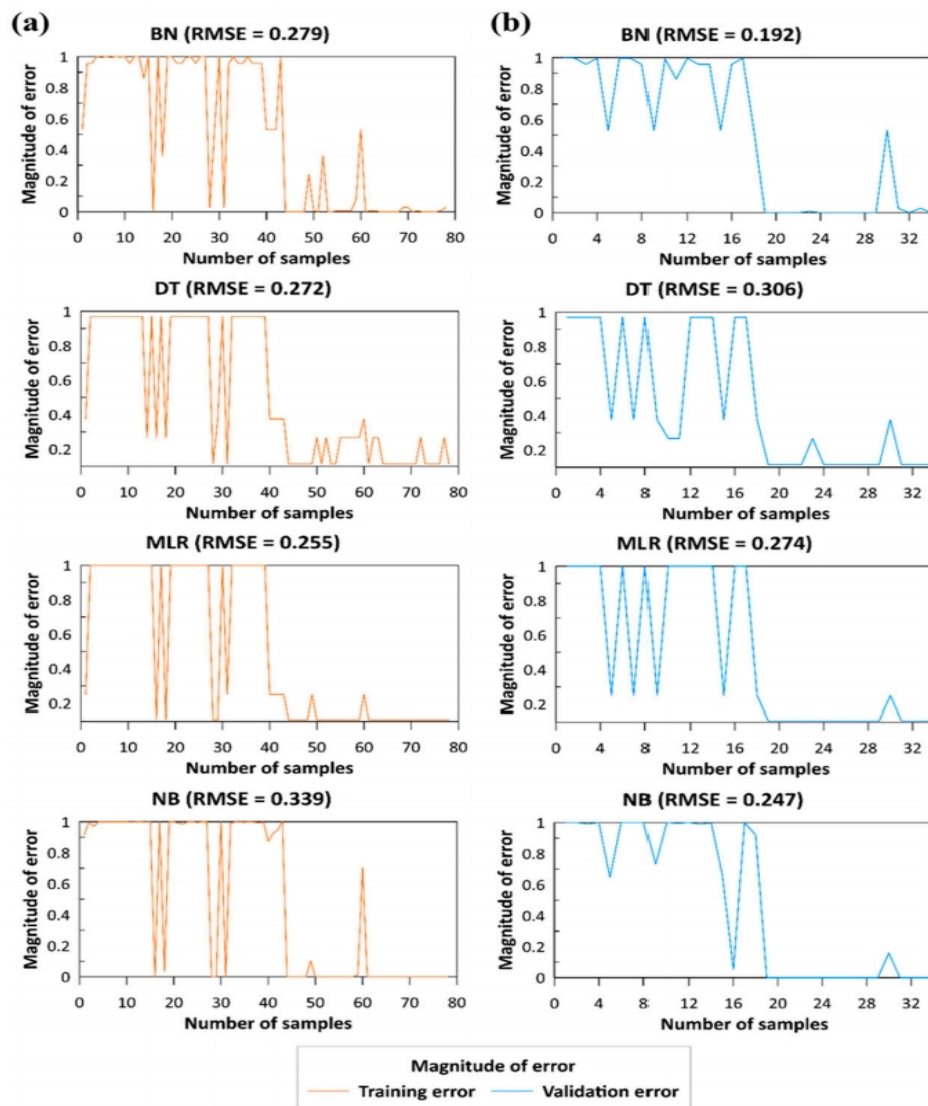 (a)
BN (RMSE = 0.279)
Magnitude of error
1
0.8
0.6
0.4
0.2
0
0 10 20 30 40 50 60 70 80
Number of samples
(b)
BN (RMSE = 0.192)
Magnitude of error
1
0.8
0.6
0.4
0.2
0
0 4 8 12 16 20 24 28 32
Number of samples
DT (RMSE = 0.272)
Magnitude of error
1
0.8
0.6
0.4
0.2
0 10 20 30 40 50 60 70 80
Number of samples
DT (RMSE = 0.306)
Magnitude of error
1
0.8
0.6
0.4
0.2
0 4 8 12 16 20 24 28 32
Number of samples
MLR (RMSE = 0.255)
Magnitude of error
1
0.8
0.6
0.4
0.2
0 10 20 30 40 50 60 70 80
Number of samples
MLR (RMSE = 0.274)
Magnitude of error
1
0.8
0.6
0.4
0.2
0 4 8 12 16 20 24 28 32
Number of samples
NB (RMSE = 0.339)
Magnitude of error
1
0.8
0.6
0.4
0.2
0
0 10 20 30 40 50 60 70 80
Number of samples
NB (RMSE = 0.247)
Magnitude of error
1
0.8
0.6
0.4
0.2
0
0 4 8 12 16 20 24 28 32
Number of samples
Magnitude of error
Training error Validation error